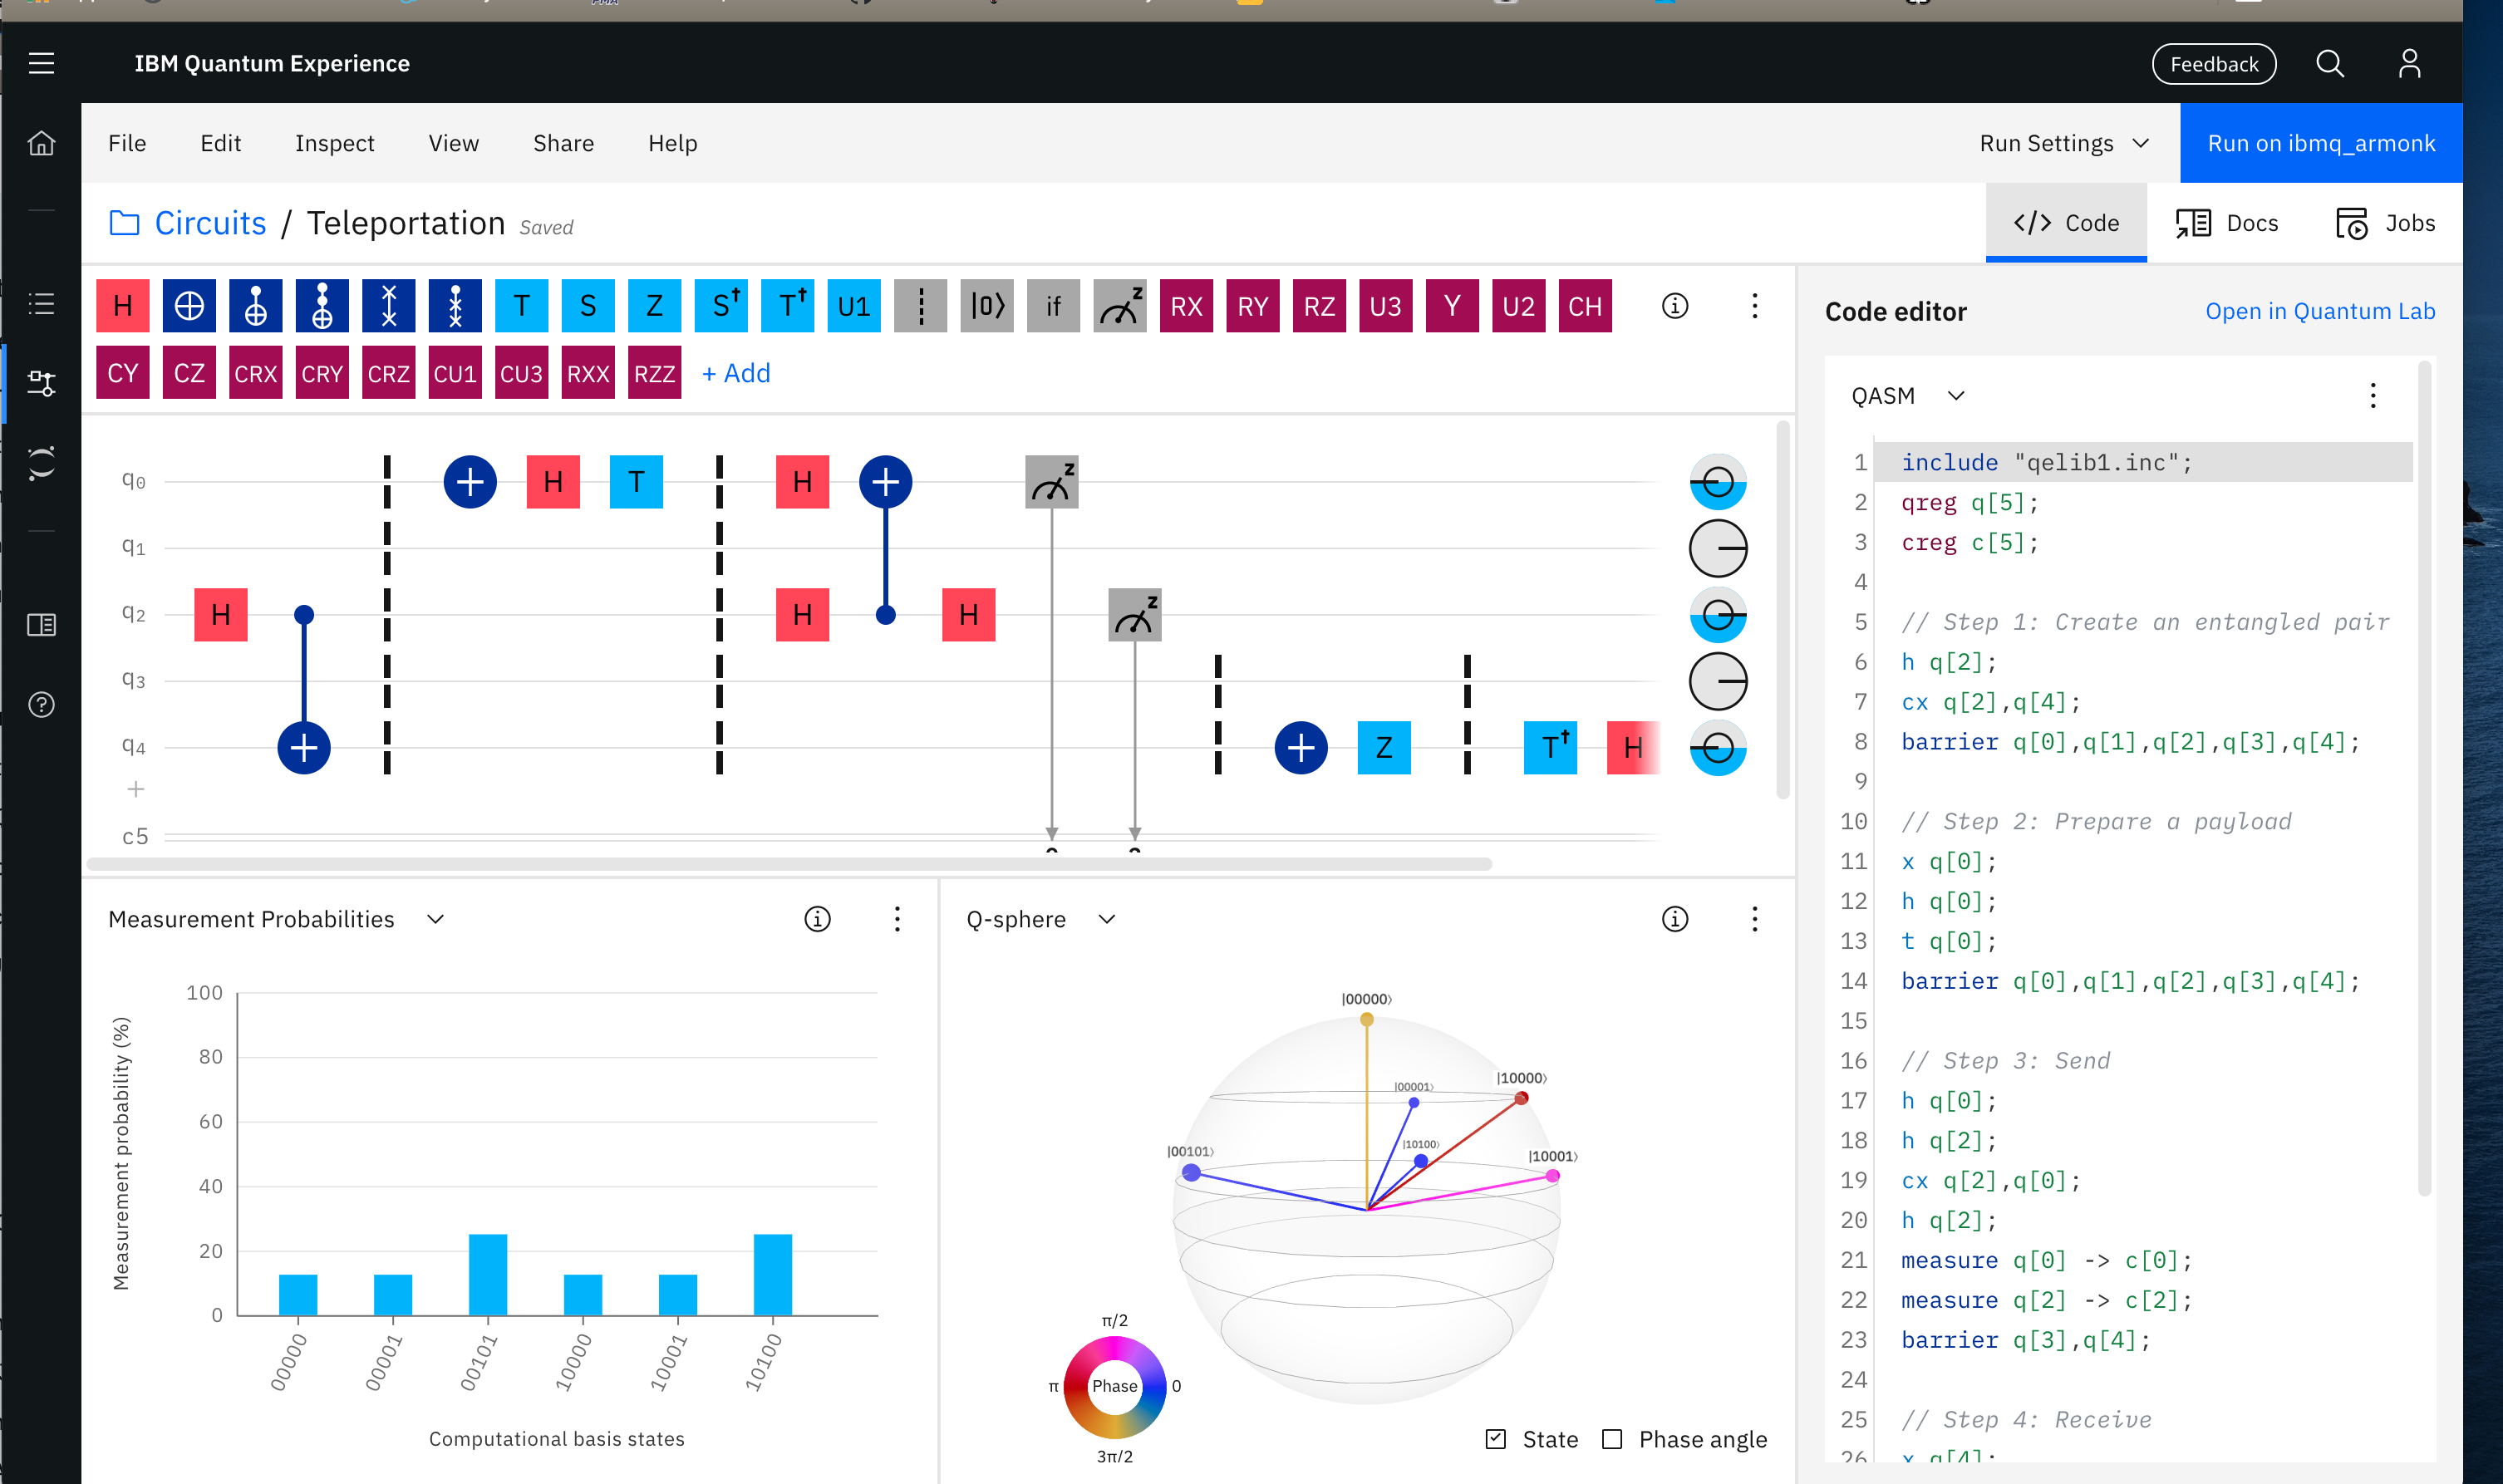 IBM Quantum Experience
Feedback
File Edit Inspect View Share Help
Run Settings
Run on ibmq_armonk
Circuits / Teleportation Saved
Code Docs Jobs
H T S Z S† T† U1 |0⟩ if z RX RY RZ U3 Y U2 CH
CY CZ CRX CRY CRZ CU1 CU3 RXX RZZ + Add
q0 H T H z
q1
q2 H H H z
q3
q4 Z T† H
+
c5
Measurement Probabilities
Measurement probability (%)
100
80
60
40
20
0
00000 00001 00101 10000 10001 10100
Computational basis states
Q-sphere
|00000⟩
|00001⟩
|10000⟩
|10100⟩
|00101⟩
|10001⟩
π/2
π Phase 0
3π/2
State Phase angle
Code editor
Open in Quantum Lab
QASM
1 include "qelib1.inc";
2 qreg q[5];
3 creg c[5];
4
5 // Step 1: Create an entangled pair
6 h q[2];
7 cx q[2],q[4];
8 barrier q[0],q[1],q[2],q[3],q[4];
9
10 // Step 2: Prepare a payload
11 x q[0];
12 h q[0];
13 t q[0];
14 barrier q[0],q[1],q[2],q[3],q[4];
15
16 // Step 3: Send
17 h q[0];
18 h q[2];
19 cx q[2],q[0];
20 h q[2];
21 measure q[0] -> c[0];
22 measure q[2] -> c[2];
23 barrier q[3],q[4];
24
25 // Step 4: Receive
26 x q[4];